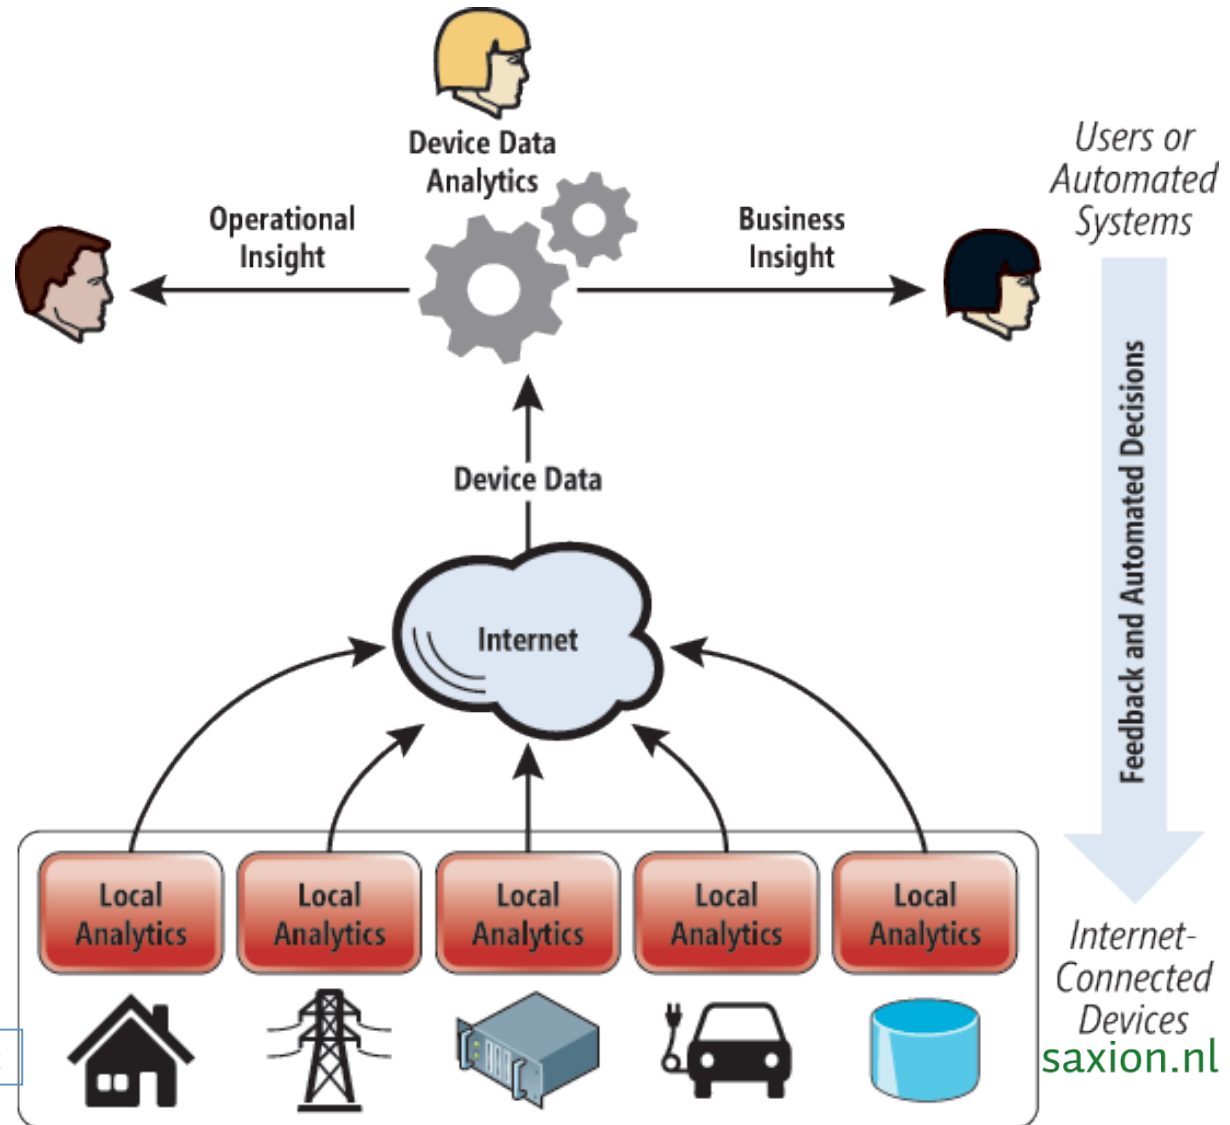 Device Data
Analytics
Users or
Automated
Systems
Operational
Insight
Business
Insight
Feedback and Automated Decisions
Device Data
Internet
Local
Analytics
Local
Analytics
Local
Analytics
Local
Analytics
Local
Analytics
Internet-
Connected
Devices
saxion.nl